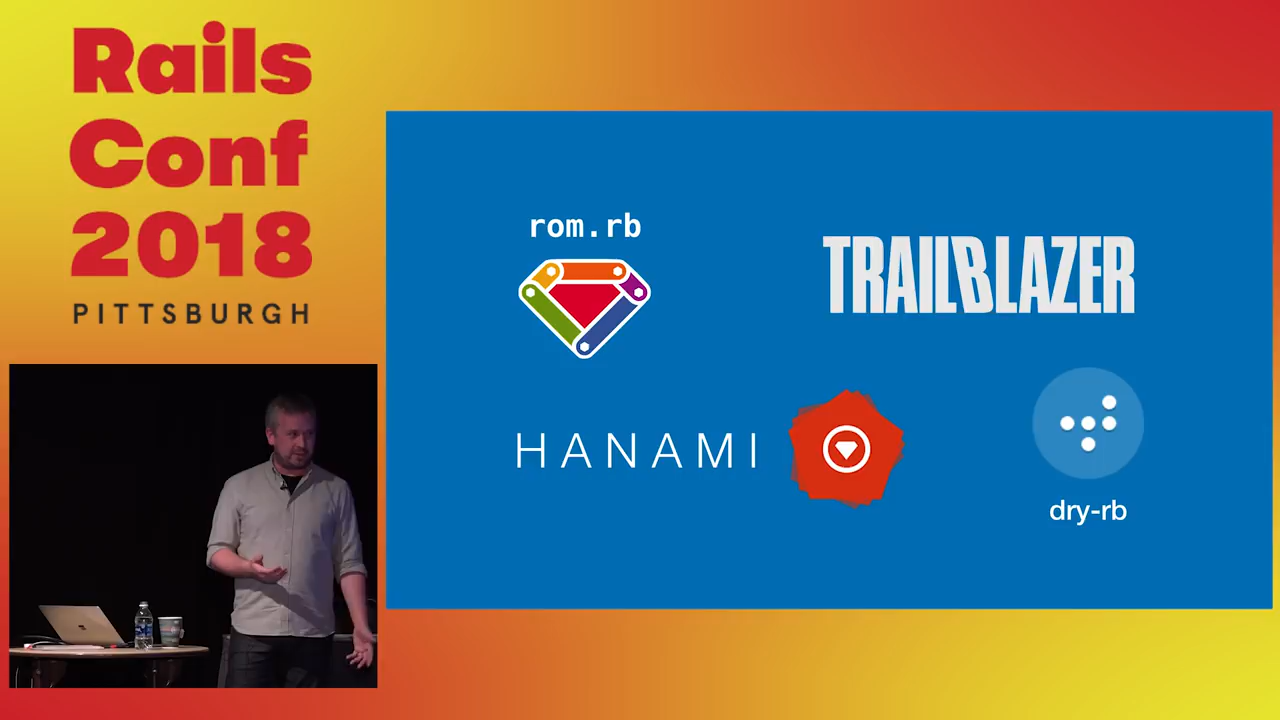 Rails
Conf
2018
PITTSBURGH
rom.rb
TRAILBLAZER
HANAMI
dry-rb